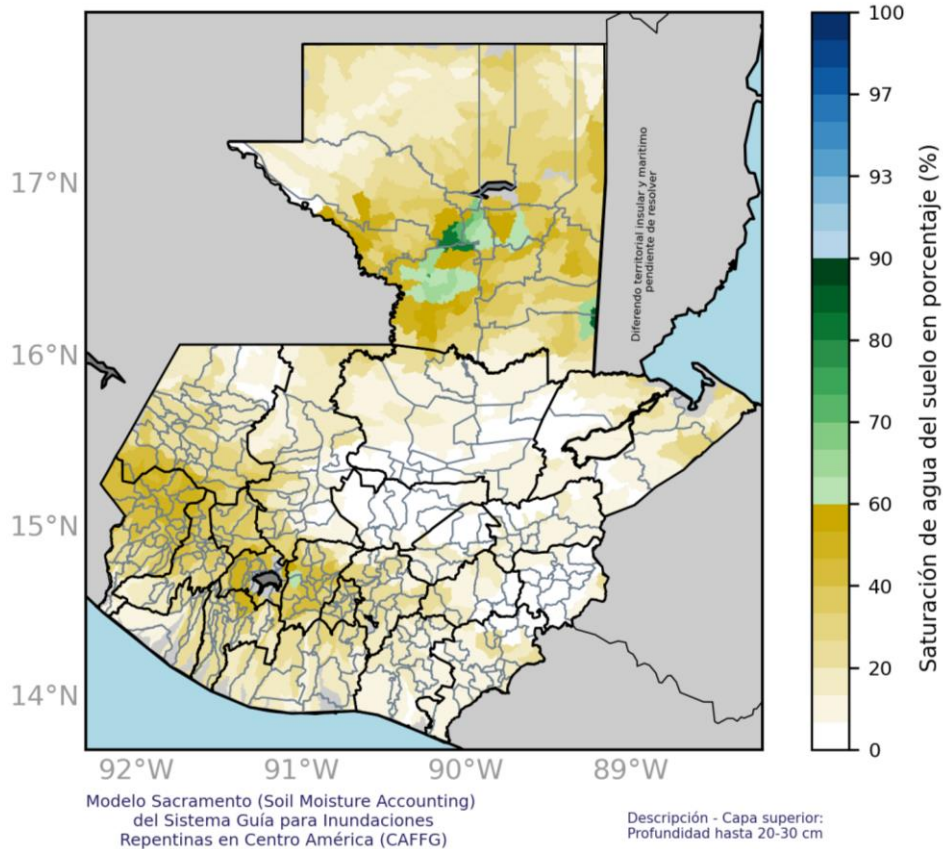 100
97
93
90
80
70
60
40
20
0
Saturación de agua del suelo en porcentaje (%)
17°N
16°N
15°N
14°N
92°W
91°W
90°W
89°W
Diferendo territorial insular y marítimo
pendiente de resolver
Modelo Sacramento (Soil Moisture Accounting)
del Sistema Guía para Inundaciones
Repentinas en Centro América (CAFFG)
Descripción - Capa superior:
Profundidad hasta 20-30 cm